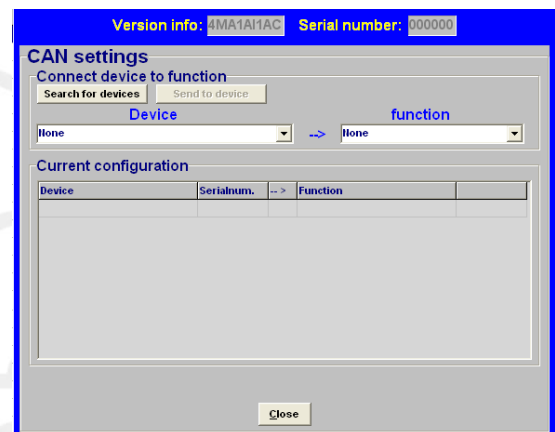 Version info: 4MA1AI1AC Serial number: 000000
CAN settings
Connect device to function
Search for devices Send to device
Device function
None --> None
Current configuration
Device Serialnum. --> Function
Close